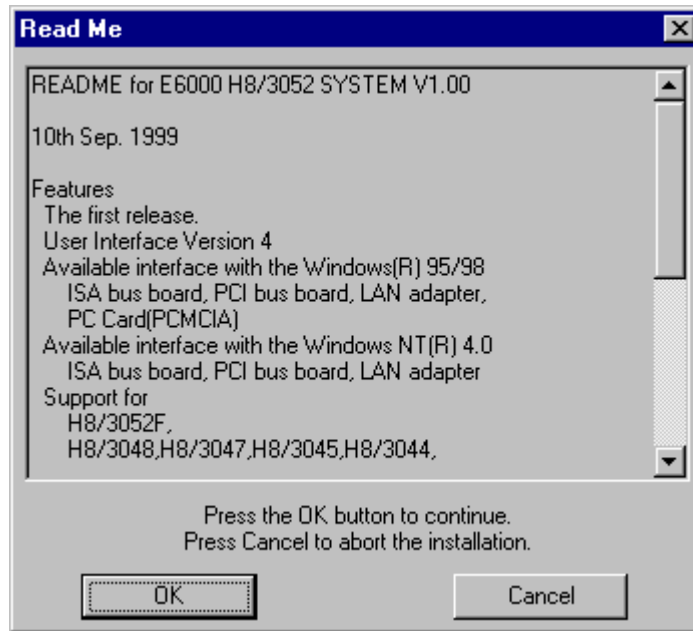 Read Me
README for E6000 H8/3052 SYSTEM V1.00
10th Sep. 1999
Features
The first release.
User Interface Version 4
Available interface with the Windows(R) 95/98
ISA bus board, PCI bus board, LAN adapter,
PC Card(PCMCIA)
Available interface with the Windows NT(R) 4.0
ISA bus board, PCI bus board, LAN adapter
Support for
H8/3052F,
H8/3048,H8/3047,H8/3045,H8/3044,
Press the OK button to continue.
Press Cancel to abort the installation.
OK
Cancel